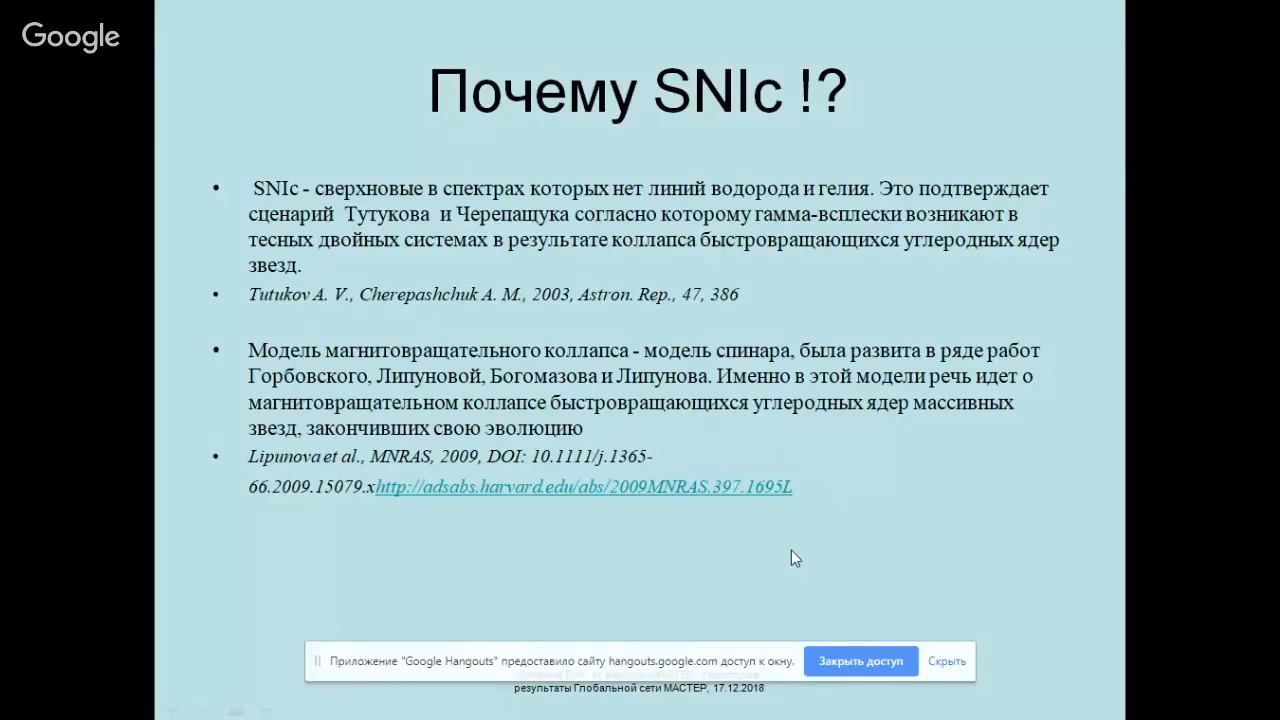 Google
Почему SNIc !?
• SNIc - сверхновые в спектрах которых нет линий водорода и гелия. Это подтверждает
сценарий Тутукова и Черепащука согласно которому гамма-всплески возникают в
тесных двойных системах в результате коллапса быстровращающихся углеродных ядер
звезд.
• Tutukov A. V., Cherepashchuk A. M., 2003, Astron. Rep., 47, 386
• Модель магнитовращательного коллапса - модель спинара, была развита в ряде работ
Горбовского, Липуновой, Богомазова и Липунова. Именно в этой модели речь идет о
магнитовращательном коллапсе быстровращающихся углеродных ядер массивных
звезд, закончивших свою эволюцию
• Lipunova et al., MNRAS, 2009, DOI: 10.1111/j.1365-
66.2009.15079.xhttp://adsabs.harvard.edu/abs/2009MNRAS.397.1695L
Приложение "Google Hangouts" предоставило сайту hangouts.google.com доступ к окну. Закрыть доступ Скрыть
результаты Глобальной сети МАСТЕР, 17.12.2018